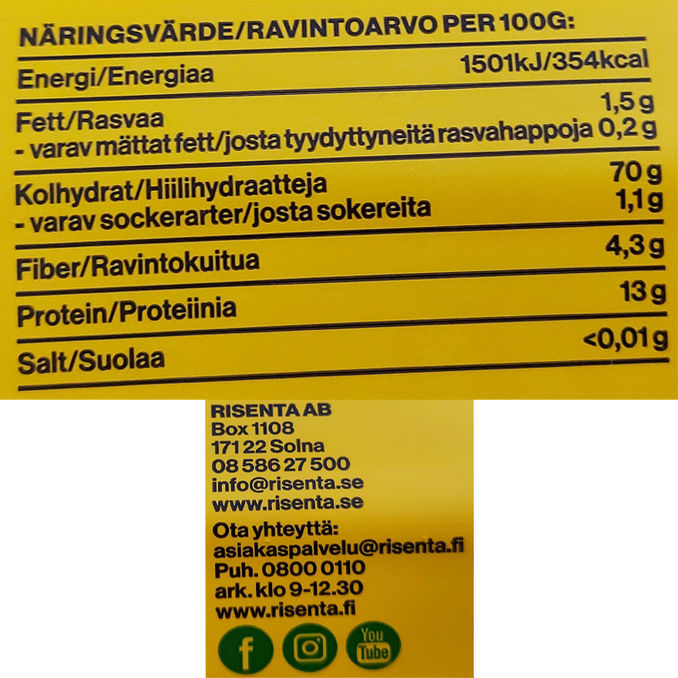 NÄRINGSVÄRDE/RAVINTOARVO PER 100G:
Energi/Energiaa 1501kJ/354kcal
Fett/Rasvaa 1,5 g
- varav mättat fett/josta tyydyttyneitä rasvahappoja 0,2 g
Kolhydrat/Hiilihydraatteja 70 g
- varav sockerarter/josta sokereita 1,1 g
Fiber/Ravintokuitua 4,3 g
Protein/Proteiinia 13 g
Salt/Suolaa <0,01 g
RISENTA AB
Box 1108
171 22 Solna
08 586 27 500
info@risenta.se
www.risenta.se
Ota yhteyttä:
asiakaspalvelu@risenta.fi
Puh. 0800 0110
ark. klo 9-12.30
www.risenta.fi
f You
Tube